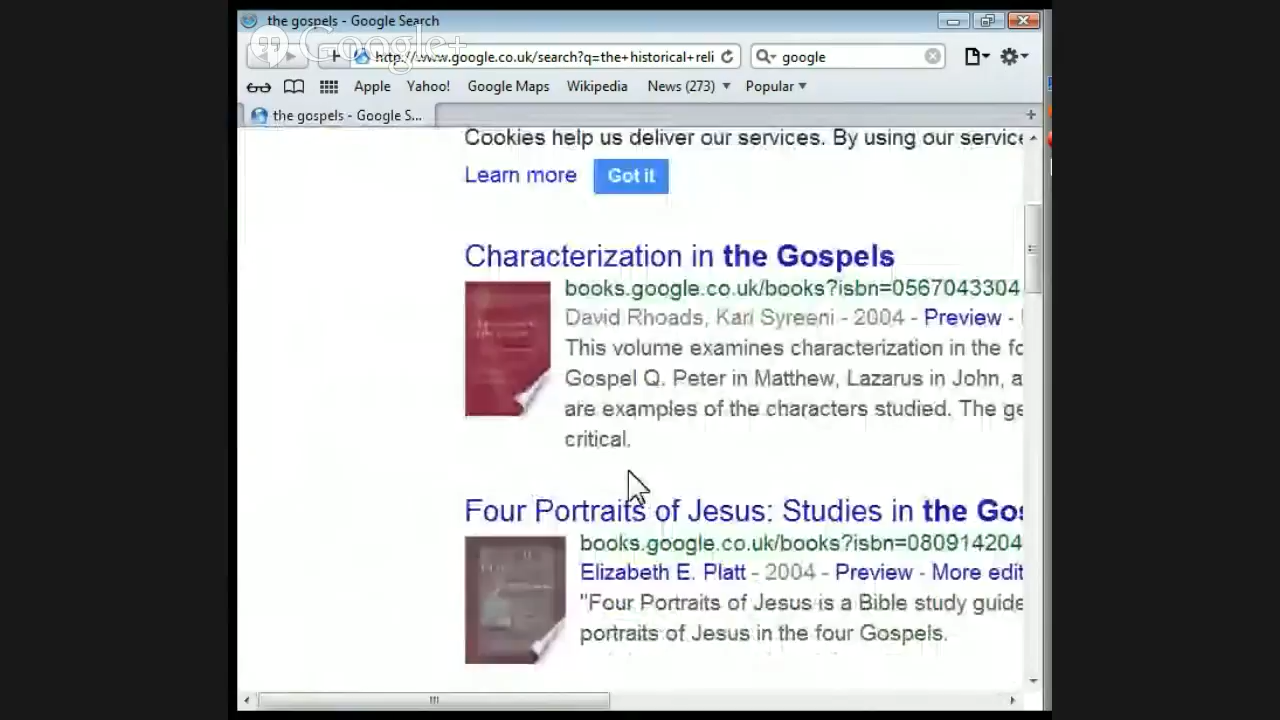 the gospels - Google Search
Google+
http://www.google.co.uk/search?q=the+historical+reli
google
Apple Yahoo! Google Maps Wikipedia News (273) Popular
the gospels - Google S...
Cookies help us deliver our services. By using our service
Learn more Got it
Characterization in the Gospels
books.google.co.uk/books?isbn=0567043304
David Rhoads, Kari Syreeni - 2004 - Preview -
This volume examines characterization in the fo
Gospel Q. Peter in Matthew, Lazarus in John, a
are examples of the characters studied. The ge
critical.
Four Portraits of Jesus: Studies in the Gos
books.google.co.uk/books?isbn=080914204
Elizabeth E. Platt - 2004 - Preview - More edit
"Four Portraits of Jesus is a Bible study guide
portraits of Jesus in the four Gospels.